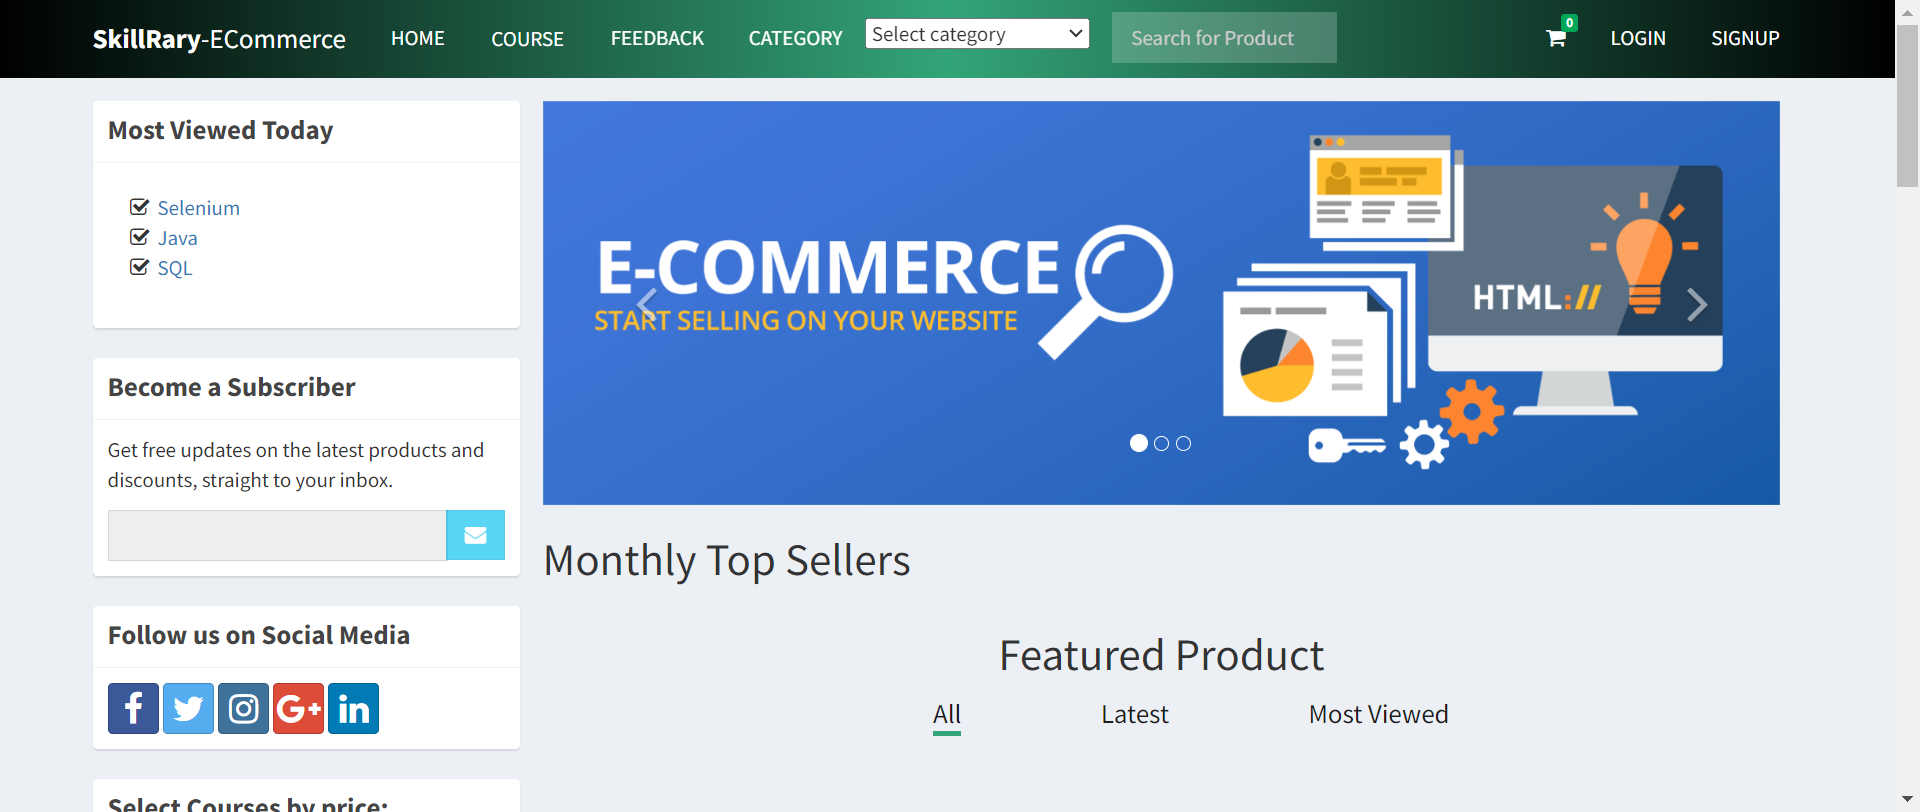 SkillRary-ECommerce HOME COURSE FEEDBACK CATEGORY Select category Search for Product 0 LOGIN SIGNUP
Most Viewed Today
Selenium
Java
SQL
Become a Subscriber
Get free updates on the latest products and
discounts, straight to your inbox.
Follow us on Social Media
f G+ in
Select Courses by price:
E-COMMERCE
START SELLING ON YOUR WEBSITE
HTML://
Monthly Top Sellers
Featured Product
All Latest Most Viewed